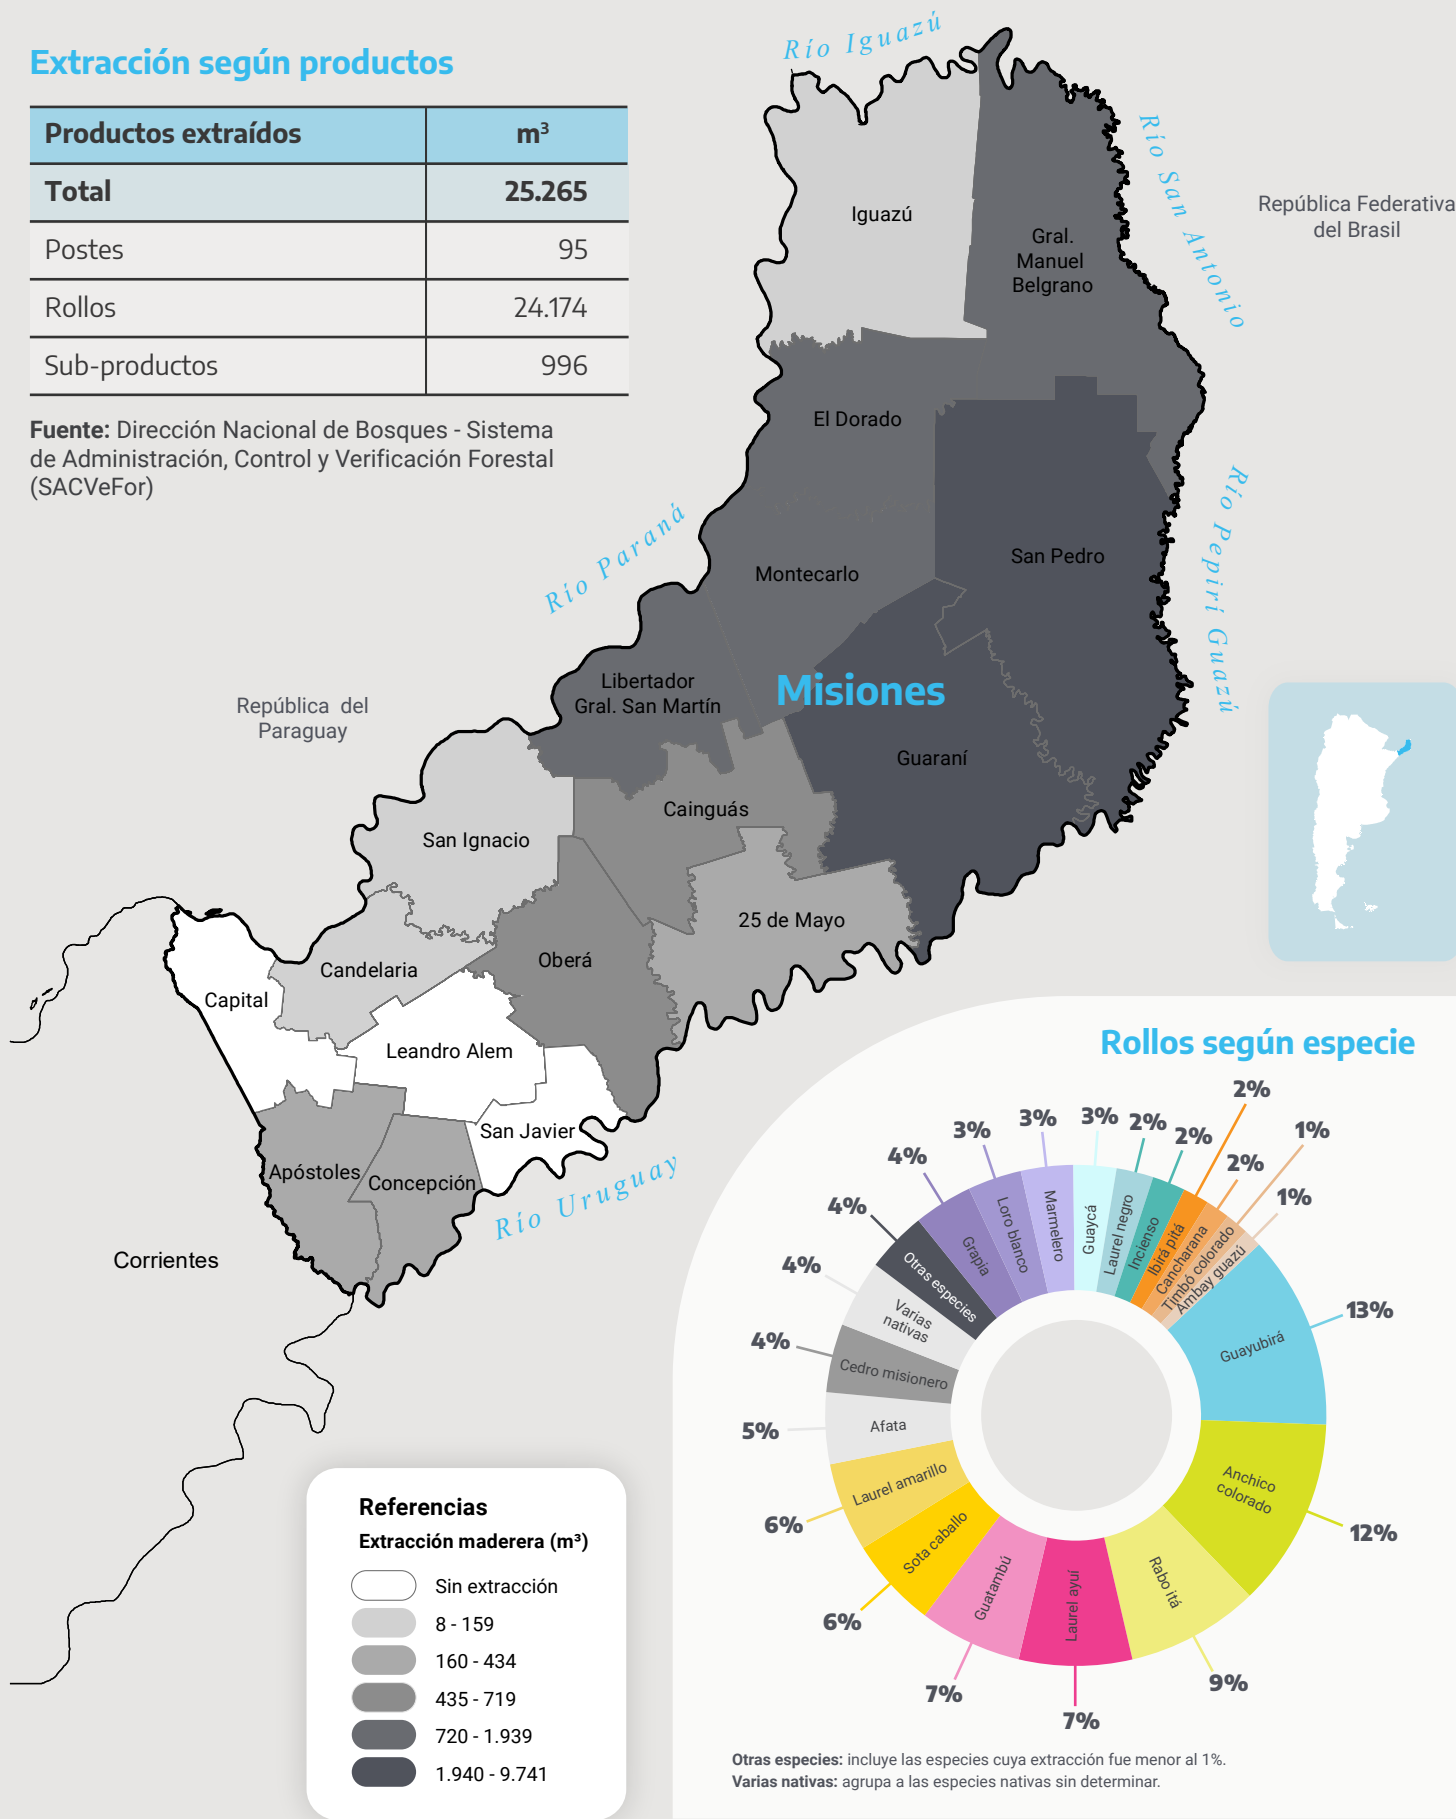 Extracción según productos
Productos extraídos m³
Total 25.265
Postes 95
Rollos 24.174
Sub-productos 996
Fuente: Dirección Nacional de Bosques - Sistema
de Administración, Control y Verificación Forestal
(SACVeFor)
Río Iguazú
Río San Antonio
República Federativa
del Brasil
Iguazú
Gral.
Manuel
Belgrano
El Dorado
Río Pepirí Guazú
Río Paraná
San Pedro
Montecarlo
Libertador
Gral. San Martín
Misiones
República del
Paraguay
Guaraní
Cainguás
San Ignacio
25 de Mayo
Oberá
Candelaria
Capital
Leandro Alem
San Javier
Apóstoles
Concepción
Río Uruguay
Corrientes
Referencias
Extracción maderera (m³)
Sin extracción
8 - 159
160 - 434
435 - 719
720 - 1.939
1.940 - 9.741
Rollos según especie
Guayubirá 13%
Anchico
colorado 12%
Rabo itá 9%
Laurel ayuí 7%
Guatambú 7%
Sota caballo 6%
Laurel amarillo 6%
Afata 5%
Cedro misionero 4%
Varias
nativas 4%
Otras especies 4%
Grapia 4%
Loro blanco 3%
Marmelero 3%
Guaycá 3%
Laurel negro 2%
Incienso 2%
Ibirá pitá 2%
Cancharana 2%
Timbó colorado 1%
Ambay guazú 1%
Otras especies: incluye las especies cuya extracción fue menor al 1%.
Varias nativas: agrupa a las especies nativas sin determinar.